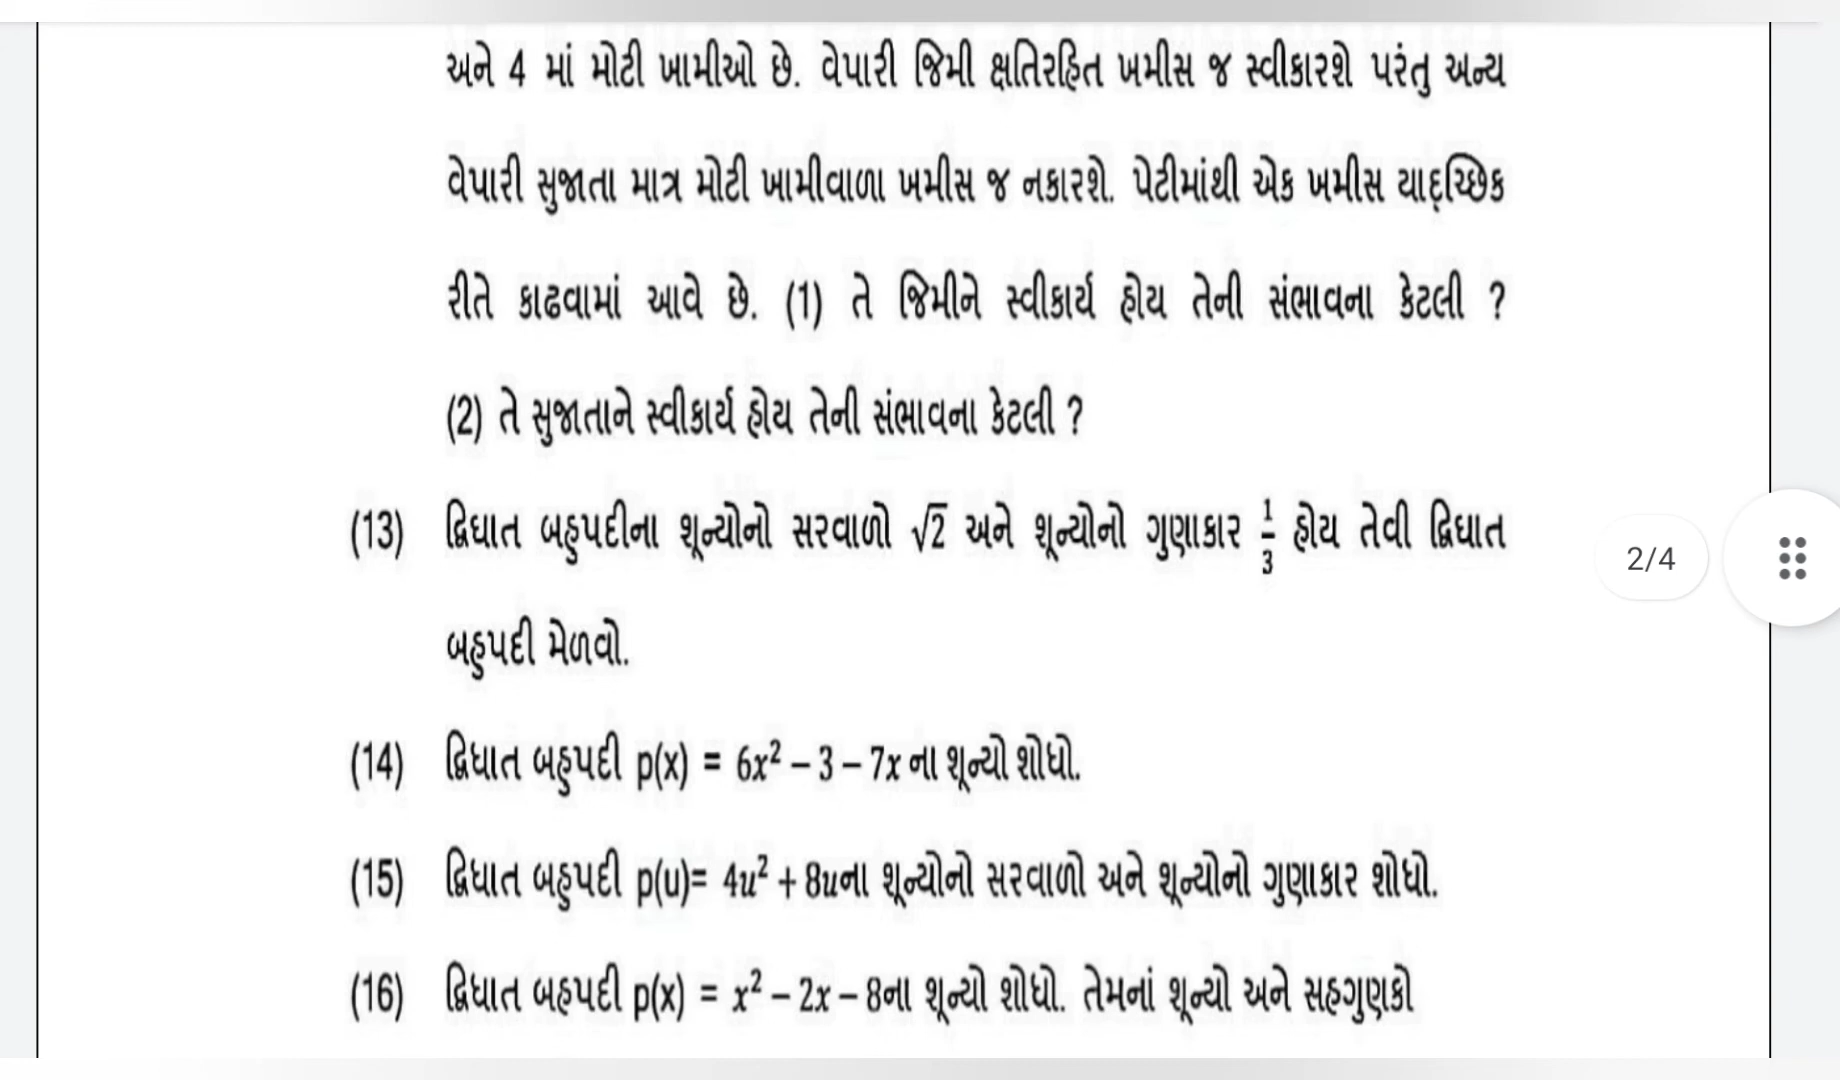 અને 4 માં મોટી ખામીઓ છે. વેપારી જિમી ક્ષતિરહિત ખમીસ જ સ્વીકારશે પરંતુ અન્ય
વેપારી સુજાતા માત્ર મોટી ખામીવાળા ખમીસ જ નકારશે. પેટીમાંથી એક ખમીસ યાદૃચ્છિક
રીતે કાઢવામાં આવે છે. (1) તે જિમીને સ્વીકાર્ય હોય તેની સંભાવના કેટલી ?
(2) તે સુજાતાને સ્વીકાર્ય હોય તેની સંભાવના કેટલી ?
(13) દ્વિઘાત બહુપદીના શૂન્યોનો સરવાળો √2 અને શૂન્યોનો ગુણાકાર 1/3 હોય તેવી દ્વિઘાત
બહુપદી મેળવો.
2/4
(14) દ્વિઘાત બહુપદી p(x) = 6x² – 3 – 7x ના શૂન્યો શોધો.
(15) દ્વિઘાત બહુપદી p(u)= 4u² + 8uના શૂન્યોનો સરવાળો અને શૂન્યોનો ગુણાકાર શોધો.
(16) દ્વિઘાત બહુપદી p(x) = x² – 2x – 8ના શૂન્યો શોધો. તેમનાં શૂન્યો અને સહગુણકો